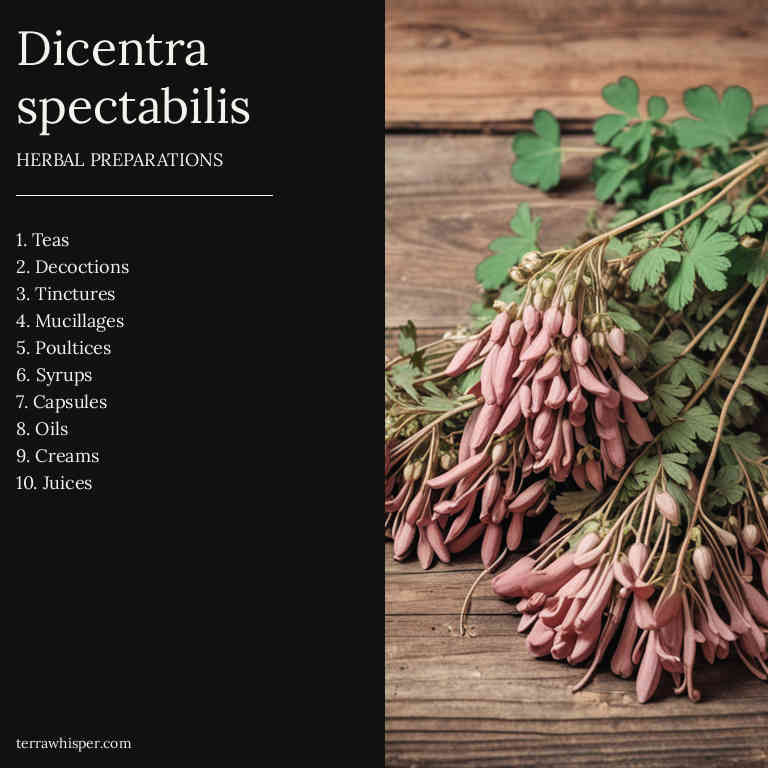 Dicentra
spectabilis
HERBAL PREPARATIONS
1. Teas
2. Decoctions
3. Tinctures
4. Mucillages
5. Poultices
6. Syrups
7. Capsules
8. Oils
9. Creams
10. Juices
terrawhisper.com